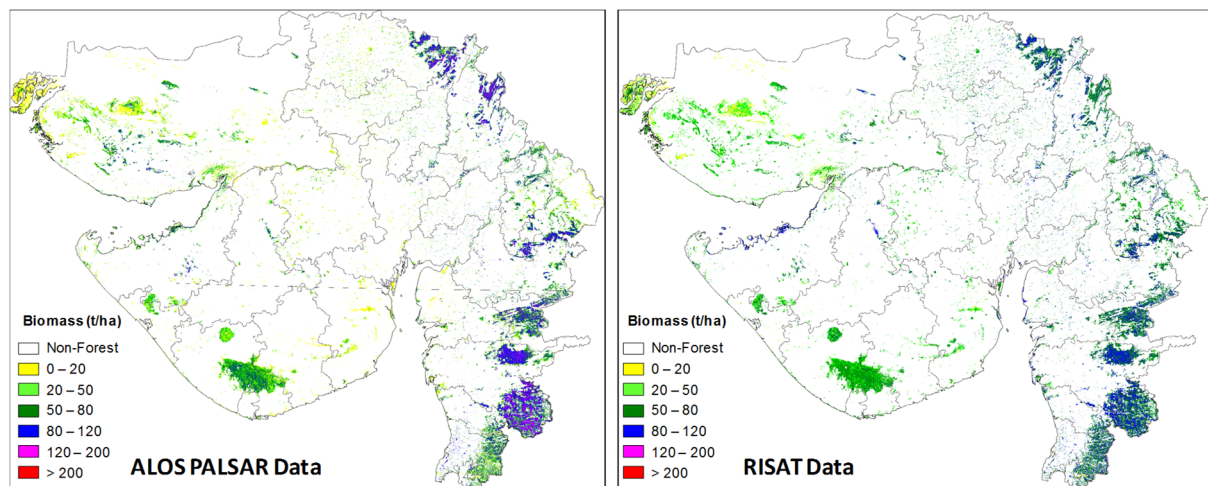 Biomass (t/ha)
Non-Forest
0 – 20
20 – 50
50 – 80
80 – 120
120 – 200
> 200
ALOS PALSAR Data
Biomass (t/ha)
Non-Forest
0 – 20
20 – 50
50 – 80
80 – 120
120 – 200
> 200
RISAT Data